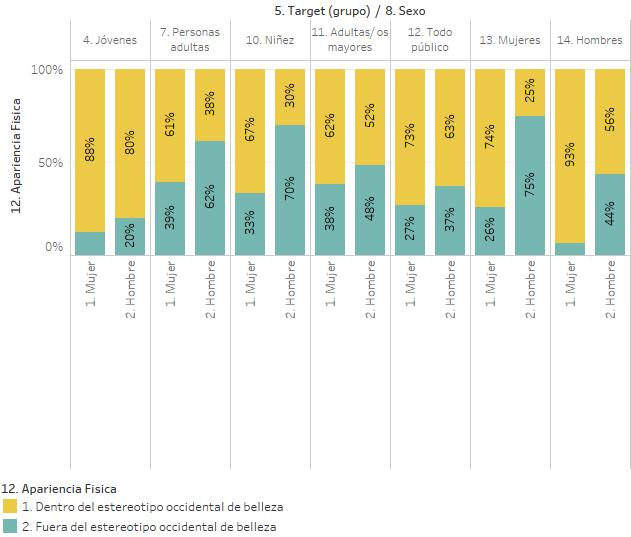 5. Target (grupo) / 8. Sexo
4. Jóvenes
7. Personas
adultas
10. Niñez
11. Adultas/os
mayores
12. Todo
público
13. Mujeres
14. Hombres
12. Apariencia Fisica
100%
50%
0%
88%
80%
20%
61%
39%
38%
62%
67%
33%
30%
70%
62%
38%
52%
48%
73%
27%
63%
37%
74%
26%
25%
75%
93%
56%
44%
1. Mujer
2. Hombre
1. Mujer
2. Hombre
1. Mujer
2. Hombre
1. Mujer
2. Hombre
1. Mujer
2. Hombre
1. Mujer
2. Hombre
1. Mujer
2. Hombre
12. Apariencia Fisica
1. Dentro del estereotipo occidental de belleza
2. Fuera del estereotipo occidental de belleza